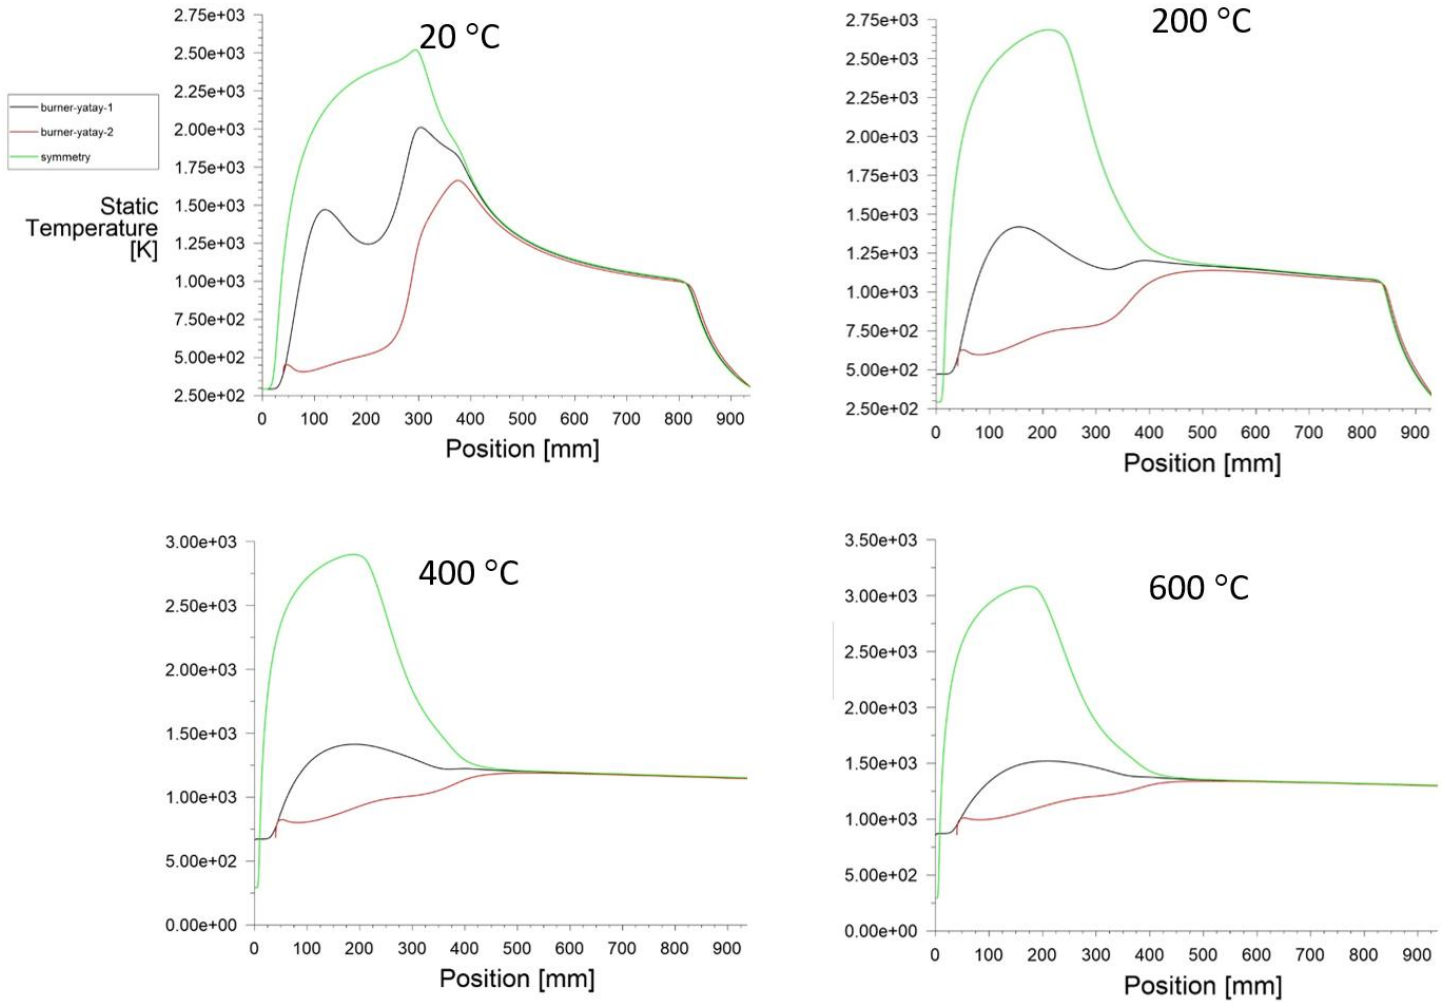 20 °C
2.75e+03
2.50e+03
2.25e+03
2.00e+03
1.75e+03
1.50e+03
1.25e+03
1.00e+03
7.50e+02
5.00e+02
2.50e+02
burner-yatay-1
burner-yatay-2
symmetry
Static
Temperature
[K]
0 100 200 300 400 500 600 700 800 900
Position [mm]
200 °C
2.75e+03
2.50e+03
2.25e+03
2.00e+03
1.75e+03
1.50e+03
1.25e+03
1.00e+03
7.50e+02
5.00e+02
2.50e+02
0 100 200 300 400 500 600 700 800 900
Position [mm]
400 °C
3.00e+03
2.50e+03
2.00e+03
1.50e+03
1.00e+03
5.00e+02
0.00e+00
0 100 200 300 400 500 600 700 800 900
Position [mm]
600 °C
3.50e+03
3.00e+03
2.50e+03
2.00e+03
1.50e+03
1.00e+03
5.00e+02
0.00e+00
0 100 200 300 400 500 600 700 800 900
Position [mm]